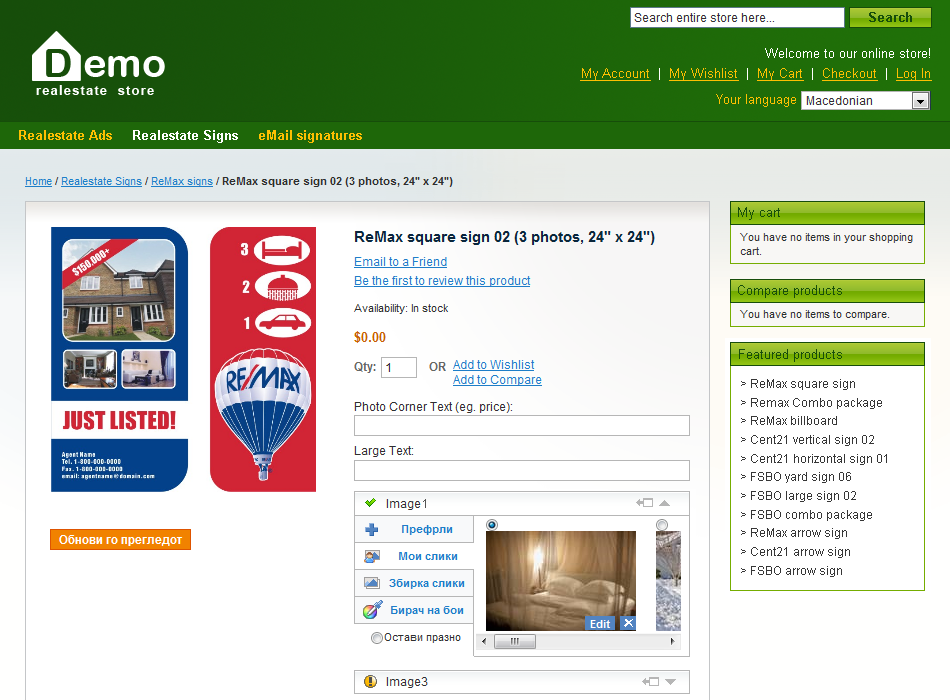 Search entire store here...
Search
Demo
realestate store
Welcome to our online store!
My Account | My Wishlist | My Cart | Checkout | Log In
Your language Macedonian
Realestate Ads Realestate Signs eMail signatures
Home / Realestate Signs / ReMax signs / ReMax square sign 02 (3 photos, 24" x 24")
$150,000+
JUST LISTED!
Agent Name
Tel. 1-800-000-0000
Fax. 1-800-000-0000
email: agentname@domain.com
3
2
1
RE/MAX
Обнови го прегледот
ReMax square sign 02 (3 photos, 24" x 24")
Email to a Friend
Be the first to review this product
Availability: In stock
$0.00
Qty: 1 OR Add to Wishlist
Add to Compare
Photo Corner Text (eg. price):
Large Text:
Image1
Префрли
Мои слики
Збирка слики
Бирач на бои
Остави празно
Edit
Image3
My cart
You have no items in your shopping
cart.
Compare products
You have no items to compare.
Featured products
> ReMax square sign
> Remax Combo package
> ReMax billboard
> Cent21 vertical sign 02
> Cent21 horizontal sign 01
> FSBO yard sign 06
> FSBO large sign 02
> FSBO combo package
> ReMax arrow sign
> Cent21 arrow sign
> FSBO arrow sign